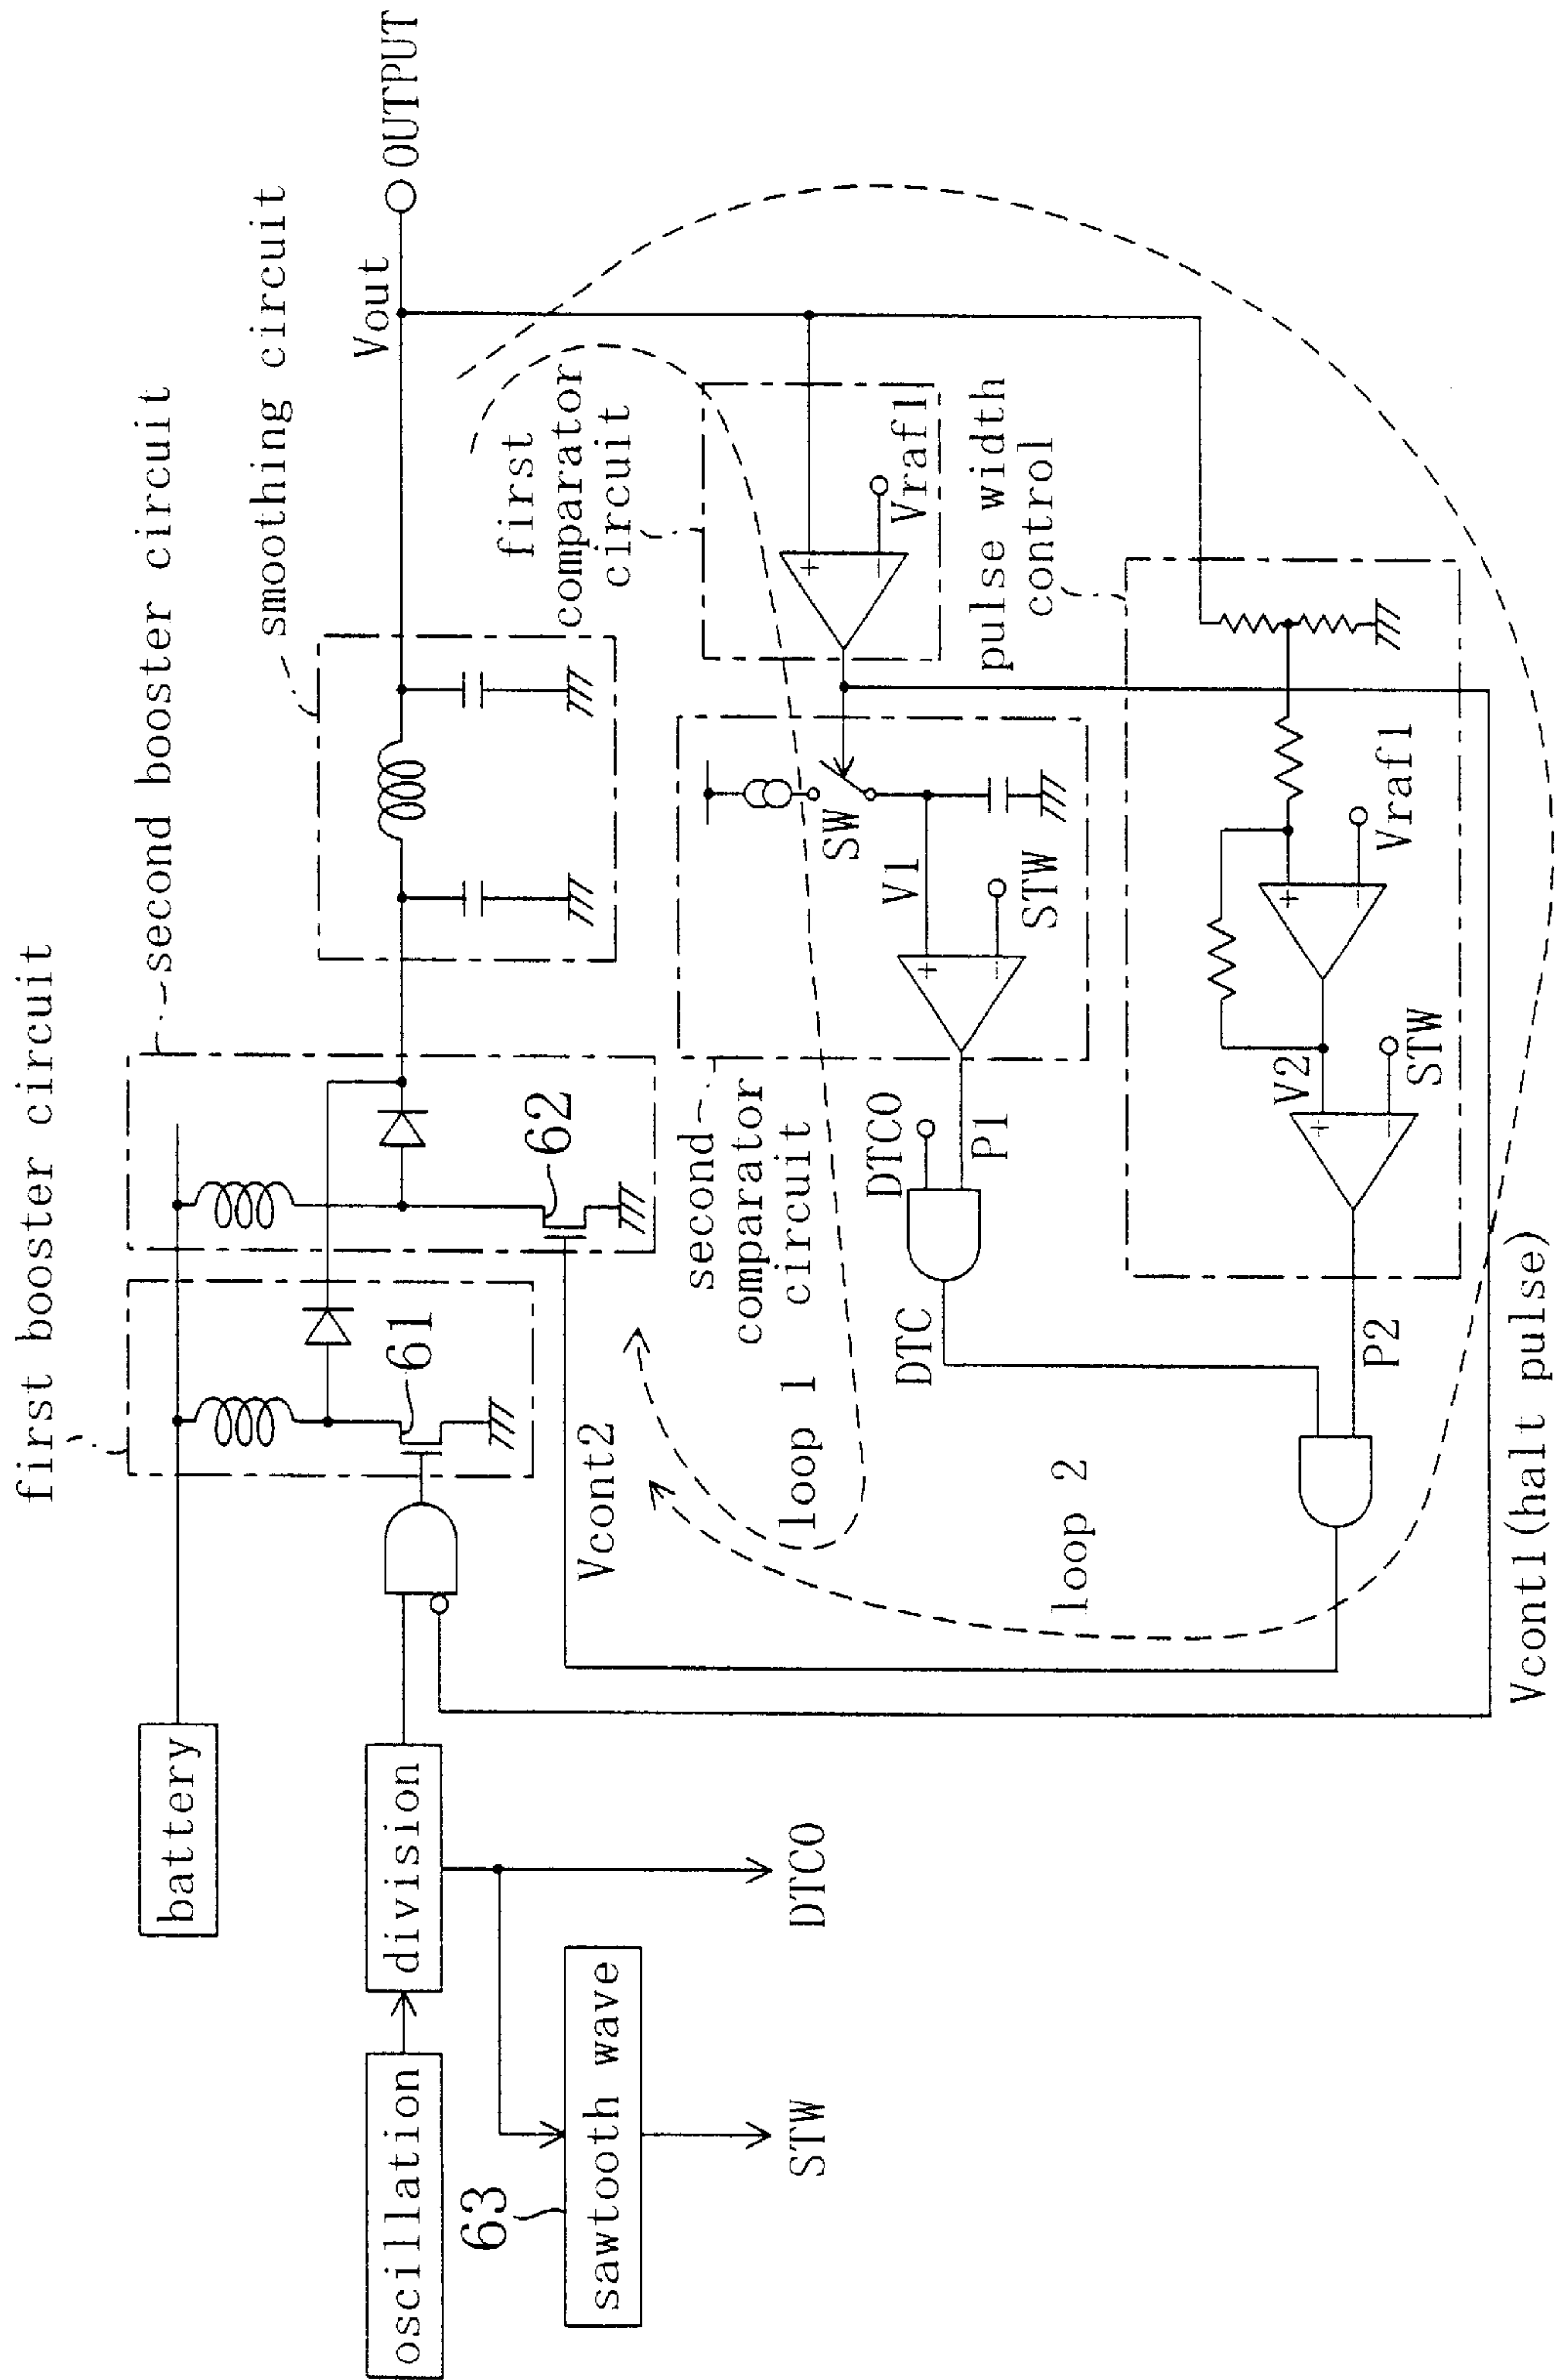 first booster circuit
second booster circuit
smoothing circuit
battery
61
62
Vout
OUTPUT
oscillation
division
63
sawtooth wave
STW
DTCO
Vcont2
first
comparator
circuit
Vraf1
second
comparator
circuit
SW
V1
STW
DTCO
P1
DTC
loop 1
pulse width
control
Vraf1
V2
STW
P2
loop 2
Vcont1(halt pulse)